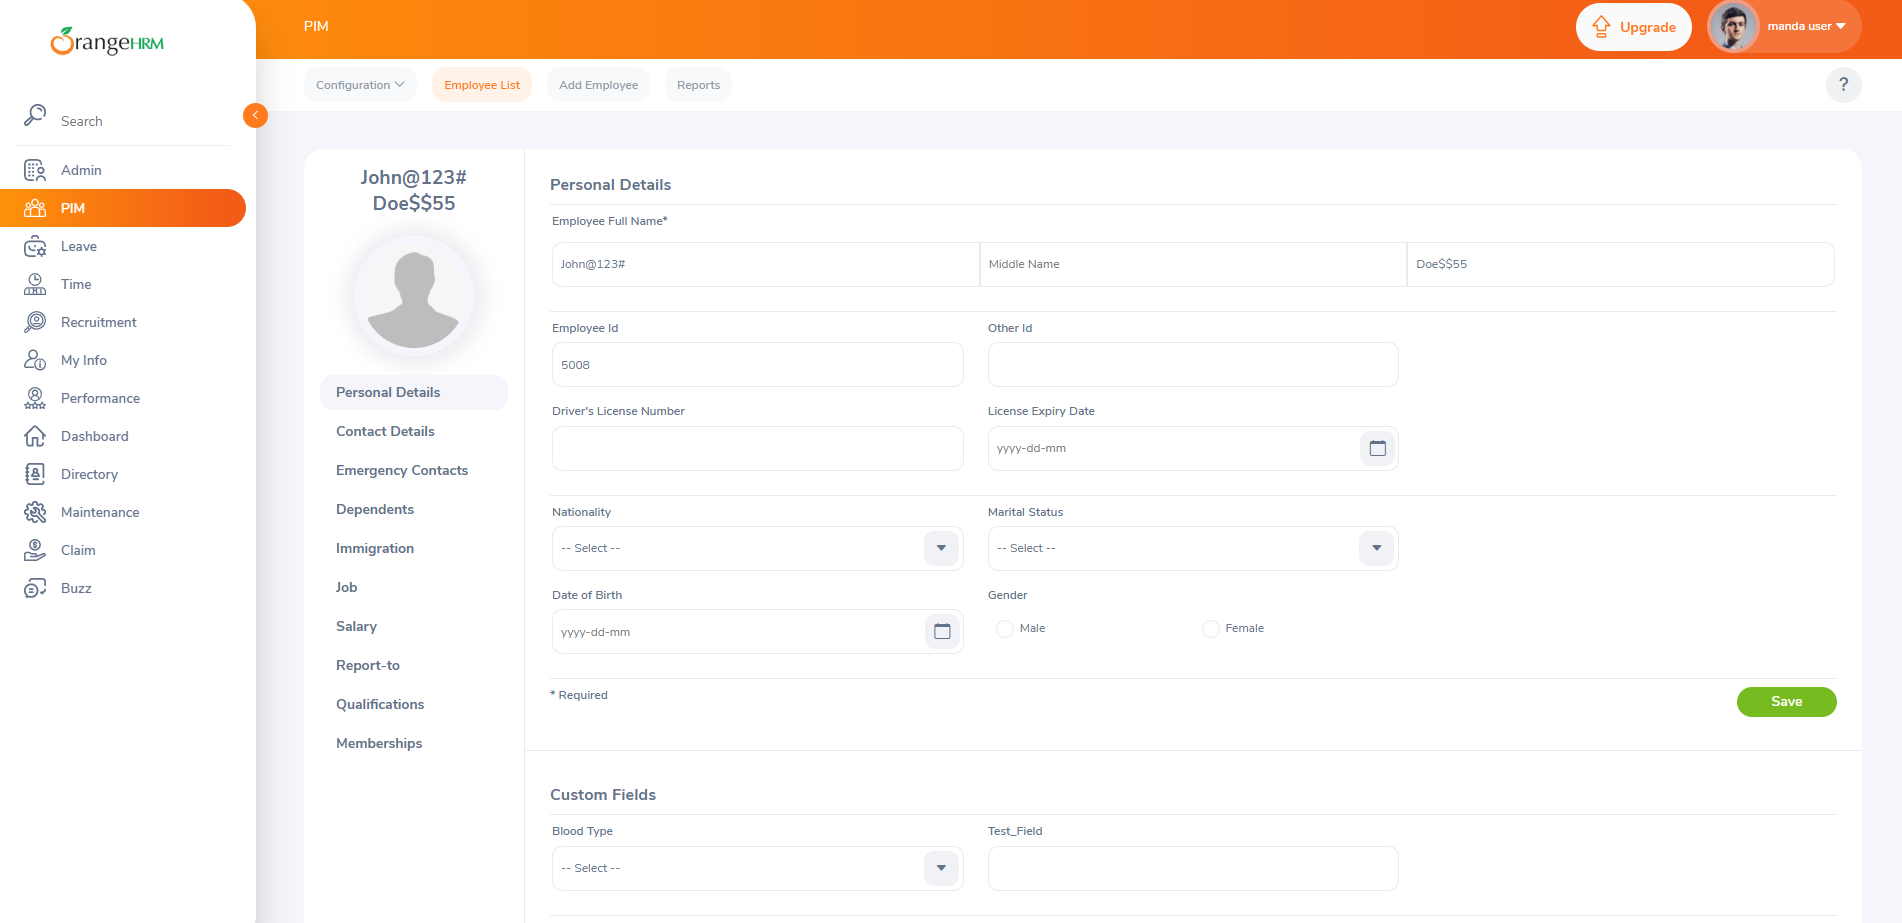 OrangeHRM
Search
Admin
PIM
Leave
Time
Recruitment
My Info
Performance
Dashboard
Directory
Maintenance
Claim
Buzz
PIM
Upgrade
manda user
Configuration
Employee List
Add Employee
Reports
?
John@123#
Doe$$55
Personal Details
Contact Details
Emergency Contacts
Dependents
Immigration
Job
Salary
Report-to
Qualifications
Memberships
Personal Details
Employee Full Name*
John@123#
Middle Name
Doe$$55
Employee Id
Other Id
5008
Driver's License Number
License Expiry Date
yyyy-dd-mm
Nationality
Marital Status
-- Select --
-- Select --
Date of Birth
Gender
yyyy-dd-mm
Male
Female
* Required
Save
Custom Fields
Blood Type
Test_Field
-- Select --